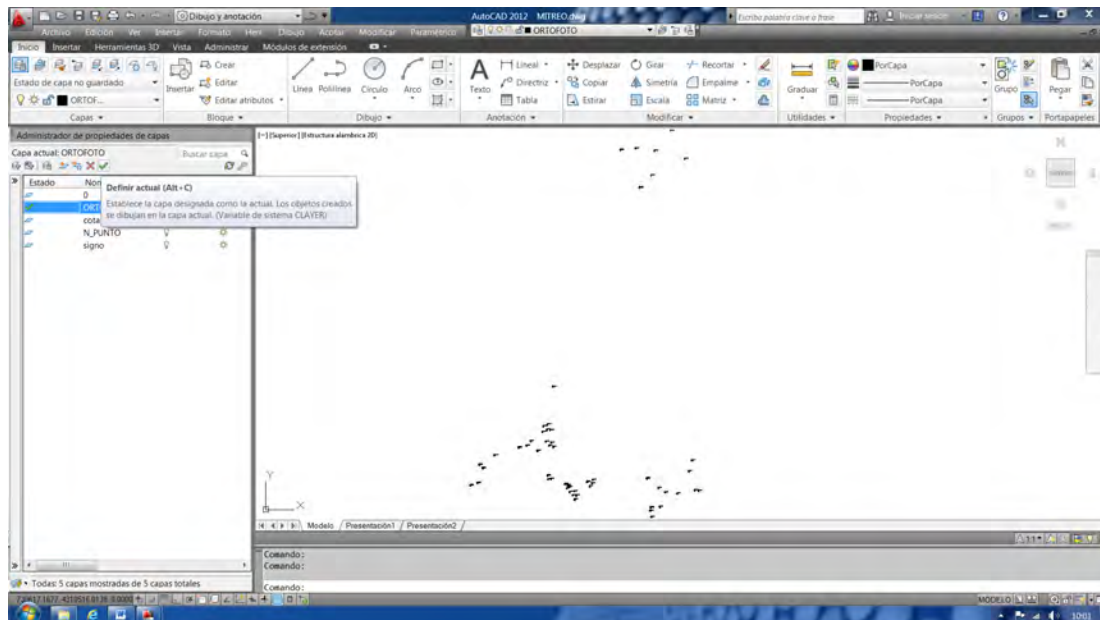 Dibujo y anotación
AutoCAD 2012 MITREO.dwg
Escriba palabra clave o frase
Iniciar sesión
Archivo Edición Ver Insertar Formato Herr Dibujo Acotar Modificar Paramétrico
ORTOFOTO
Inicio Insertar Herramientas 3D Vista Administrar Módulos de extensión
Estado de capa no guardado
ORTOF...
Insertar
Crear
Editar
Editar atributos
Línea Polilínea Círculo Arco
Texto
Lineal
Directriz
Tabla
Desplazar
Copiar
Estirar
Girar
Simetría
Escala
Recortar
Empalme
Matriz
Graduar
PorCapa
PorCapa
PorCapa
Grupo
Pegar
Capas Bloque Dibujo Anotación Modificar Utilidades Propiedades Grupos Portapapeles
Administrador de propiedades de capas
Capa actual: ORTOFOTO
Buscar capa
Estado Nom
0
ORT
cota
N_PUNTO
signo
Definir actual (Alt+C)
Establece la capa designada como la actual. Los objetos creados
se dibujan en la capa actual. (Variable de sistema CLAYER)
[-] [Superior] [Estructura alámbrica 2D]
N
Y
X
Modelo / Presentación1 / Presentación2 /
1:1
Comando:
Comando:
Comando:
Todas: 5 capas mostradas de 5 capas totales
MODELO
10:01